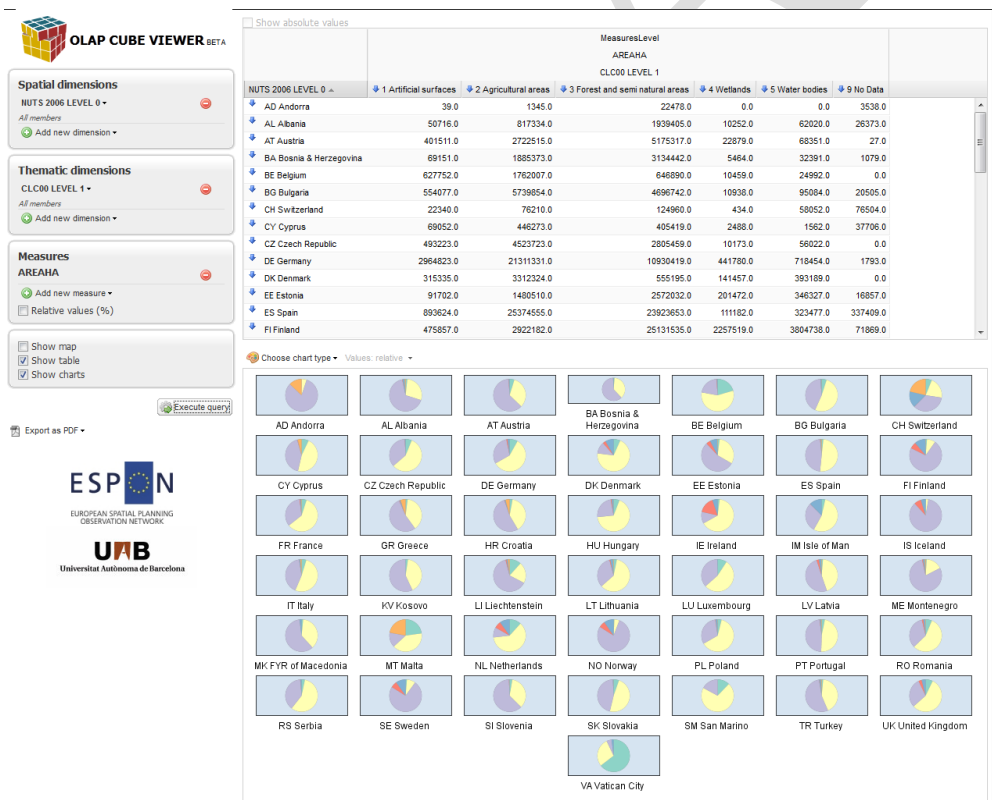 OLAP CUBE VIEWER BETA
Spatial dimensions
NUTS 2006 LEVEL 0
All members
Add new dimension
Thematic dimensions
CLC00 LEVEL 1
All members
Add new dimension
Measures
AREAHA
Add new measure
Relative values (%)
Show map
Show table
Show charts
Execute query
Export as PDF
ESPON
EUROPEAN SPATIAL PLANNING
OBSERVATION NETWORK
UAB
Universitat Autònoma de Barcelona
Show absolute values
MeasuresLevel
AREAHA
CLC00 LEVEL 1
NUTS 2006 LEVEL 0 1 Artificial surfaces 2 Agricultural areas 3 Forest and semi natural areas 4 Wetlands 5 Water bodies 9 No Data
AD Andorra 39.0 1345.0 22478.0 0.0 0.0 3538.0
AL Albania 50716.0 817334.0 1939405.0 10252.0 62020.0 26373.0
AT Austria 401511.0 2722515.0 5175317.0 22879.0 68351.0 27.0
BA Bosnia & Herzegovina 69151.0 1885373.0 3134442.0 5464.0 32391.0 1079.0
BE Belgium 627752.0 1762007.0 646890.0 10459.0 24992.0 0.0
BG Bulgaria 554077.0 5739854.0 4696742.0 10938.0 95084.0 20505.0
CH Switzerland 22340.0 76210.0 124960.0 434.0 58052.0 76504.0
CY Cyprus 69052.0 446273.0 405419.0 2488.0 1562.0 37706.0
CZ Czech Republic 493223.0 4523723.0 2805459.0 10173.0 56022.0 0.0
DE Germany 2964823.0 21311331.0 10930419.0 441780.0 718454.0 1793.0
DK Denmark 315335.0 3312324.0 555195.0 141457.0 393189.0 0.0
EE Estonia 91702.0 1480510.0 2572032.0 201472.0 346327.0 16857.0
ES Spain 893624.0 25374555.0 23923653.0 111182.0 323477.0 337409.0
FI Finland 475857.0 2922182.0 25131535.0 2257519.0 3804738.0 71869.0
Choose chart type Values: relative
AD Andorra AL Albania AT Austria BA Bosnia & Herzegovina BE Belgium BG Bulgaria CH Switzerland
CY Cyprus CZ Czech Republic DE Germany DK Denmark EE Estonia ES Spain FI Finland
FR France GR Greece HR Croatia HU Hungary IE Ireland IM Isle of Man IS Iceland
IT Italy KV Kosovo LI Liechtenstein LT Lithuania LU Luxembourg LV Latvia ME Montenegro
MK FYR of Macedonia MT Malta NL Netherlands NO Norway PL Poland PT Portugal RO Romania
RS Serbia SE Sweden SI Slovenia SK Slovakia SM San Marino TR Turkey UK United Kingdom
VA Vatican City